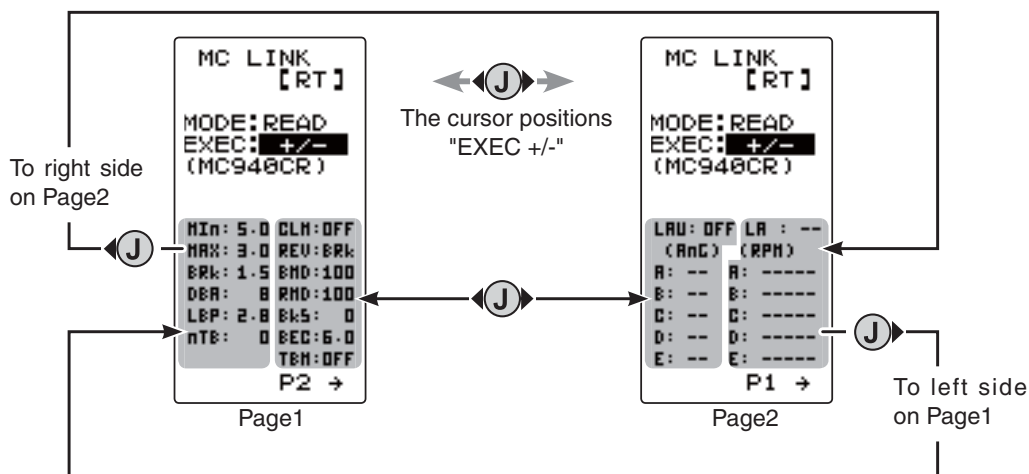 MC LINK
[RT]
MODE:READ
EXEC: +/-
(MC940CR)
MIn: 5.0 CLM:OFF
MAX: 3.0 REV:BRk
BRk: 1.5 BMD:100
DBA: 8 RMD:100
LBP: 2.8 BkS: 0
nTB: 0 BEC:6.0
TBM:OFF
P2 →
Page1
To right side
on Page2
J
J
The cursor positions
"EXEC +/-"
J
MC LINK
[RT]
MODE:READ
EXEC: +/-
(MC940CR)
LAU: OFF LA : --
(AnG) (RPM)
A: -- A: -----
B: -- B: -----
C: -- C: -----
D: -- D: -----
E: -- E: -----
P1 →
Page2
J
To left side
on Page1